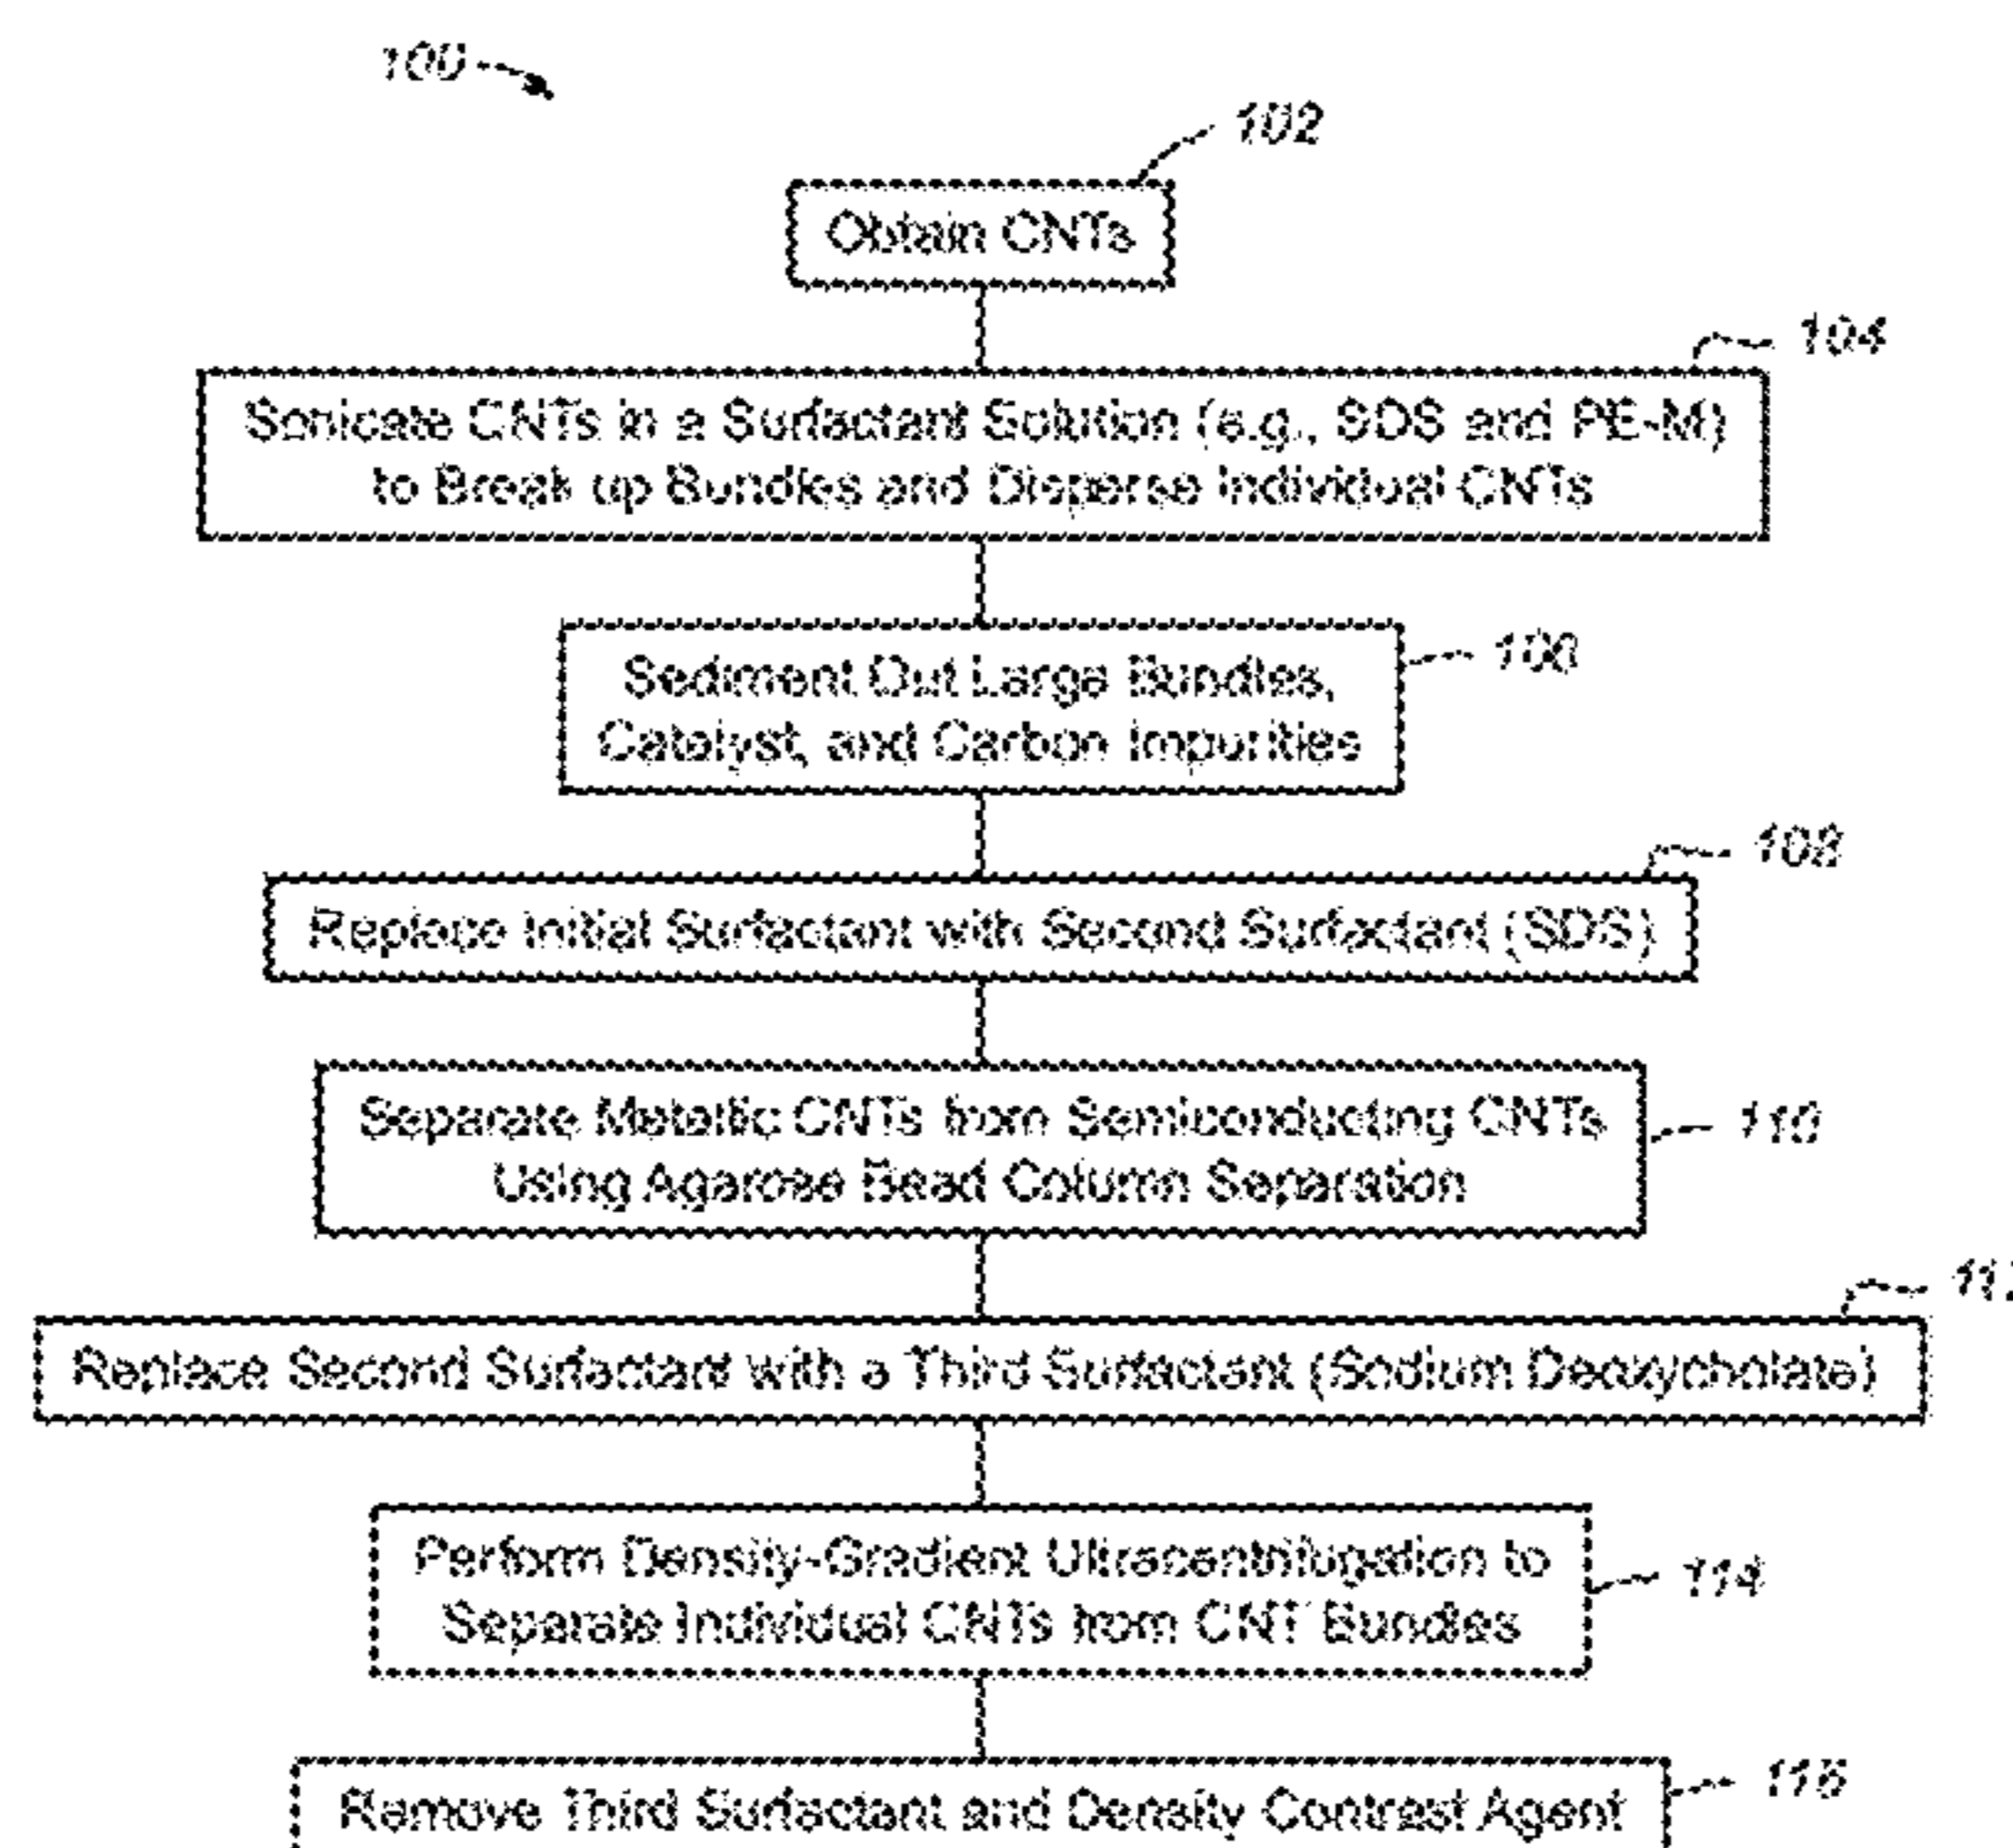 100
102
Obtain CNTs
104
Sonicate CNTs in a Surfactant Solution (e.g., SDS and PE-M)
to Break up Bundles and Disperse Individual CNTs
106
Sediment Out Large Bundles,
Catalyst, and Carbon Impurities
108
Replace Initial Surfactant with Second Surfactant (SDS)
Separate Metallic CNTs from Semiconducting CNTs
110
Using Agarose Bead Column Separation
Replace Second Surfactant with a Third Surfactant (Sodium Deoxycholate)
Perform Density-Gradient Ultracentrifugation to
114
Separate Individual CNTs from CNT Bundles
116
Remove Third Surfactant and Density Contrast Agent